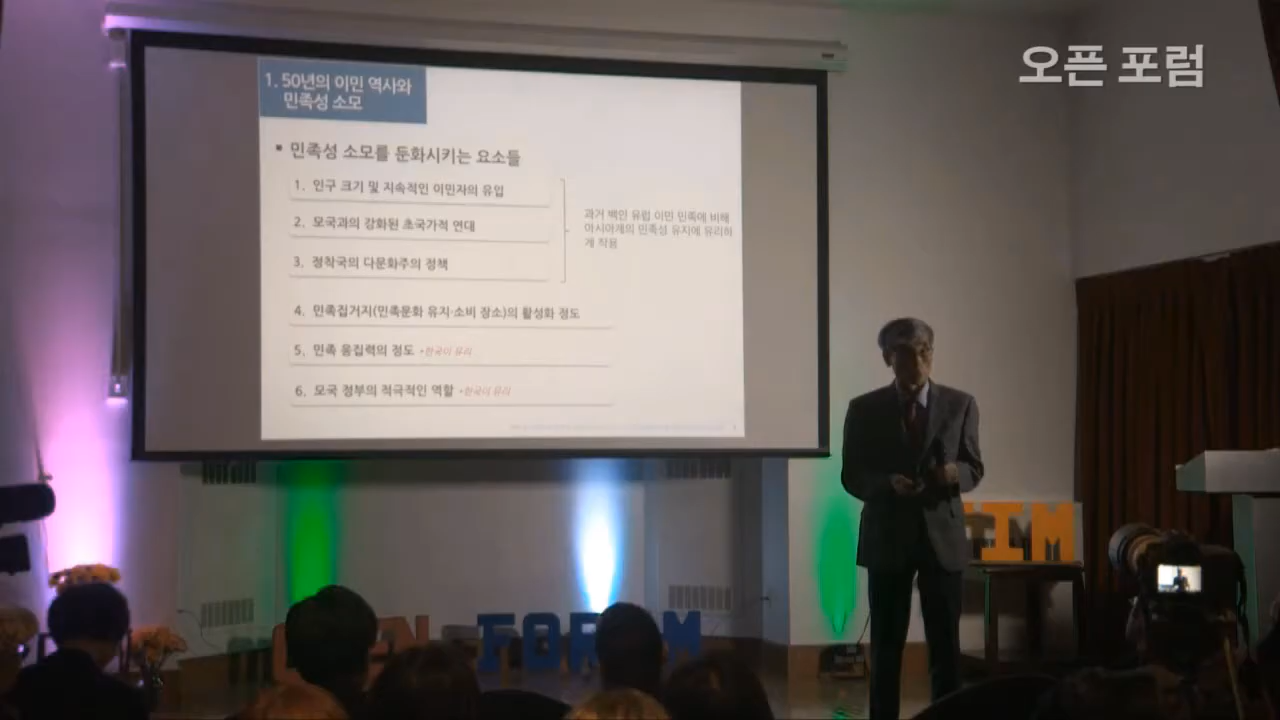 오픈 포럼
1. 50년의 이민 역사와
민족성 소모
▪ 민족성 소모를 둔화시키는 요소들
1. 인구 크기 및 지속적인 이민자의 유입
2. 모국과의 강화된 초국가적 연대
3. 정착국의 다문화주의 정책
과거 백인 유럽 이민 민족에 비해
아시아계의 민족성 유지에 유리하
게 작용
4. 민족집거지(민족문화 유지·소비 장소)의 활성화 정도
5. 민족 응집력의 정도 -한국이 유리
6. 모국 정부의 적극적인 역할 -한국이 유리
FORUM